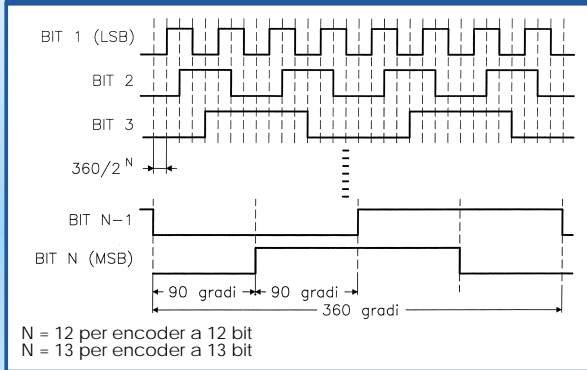 BIT 1 (LSB)
BIT 2
BIT 3
360/2 N
BIT N-1
BIT N (MSB)
90 gradi 90 gradi
360 gradi
N = 12 per encoder a 12 bit
N = 13 per encoder a 13 bit